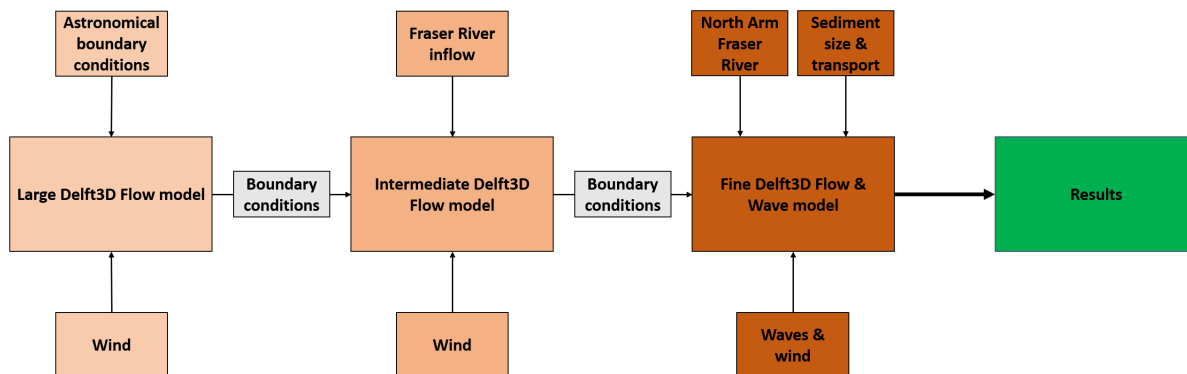 Astronomical
boundary
conditions
Fraser River
inflow
North Arm
Fraser
River
Sediment
size &
transport
Large Delft3D Flow model
Boundary
conditions
Intermediate Delft3D
Flow model
Boundary
conditions
Fine Delft3D Flow &
Wave model
Results
Wind
Wind
Waves &
wind